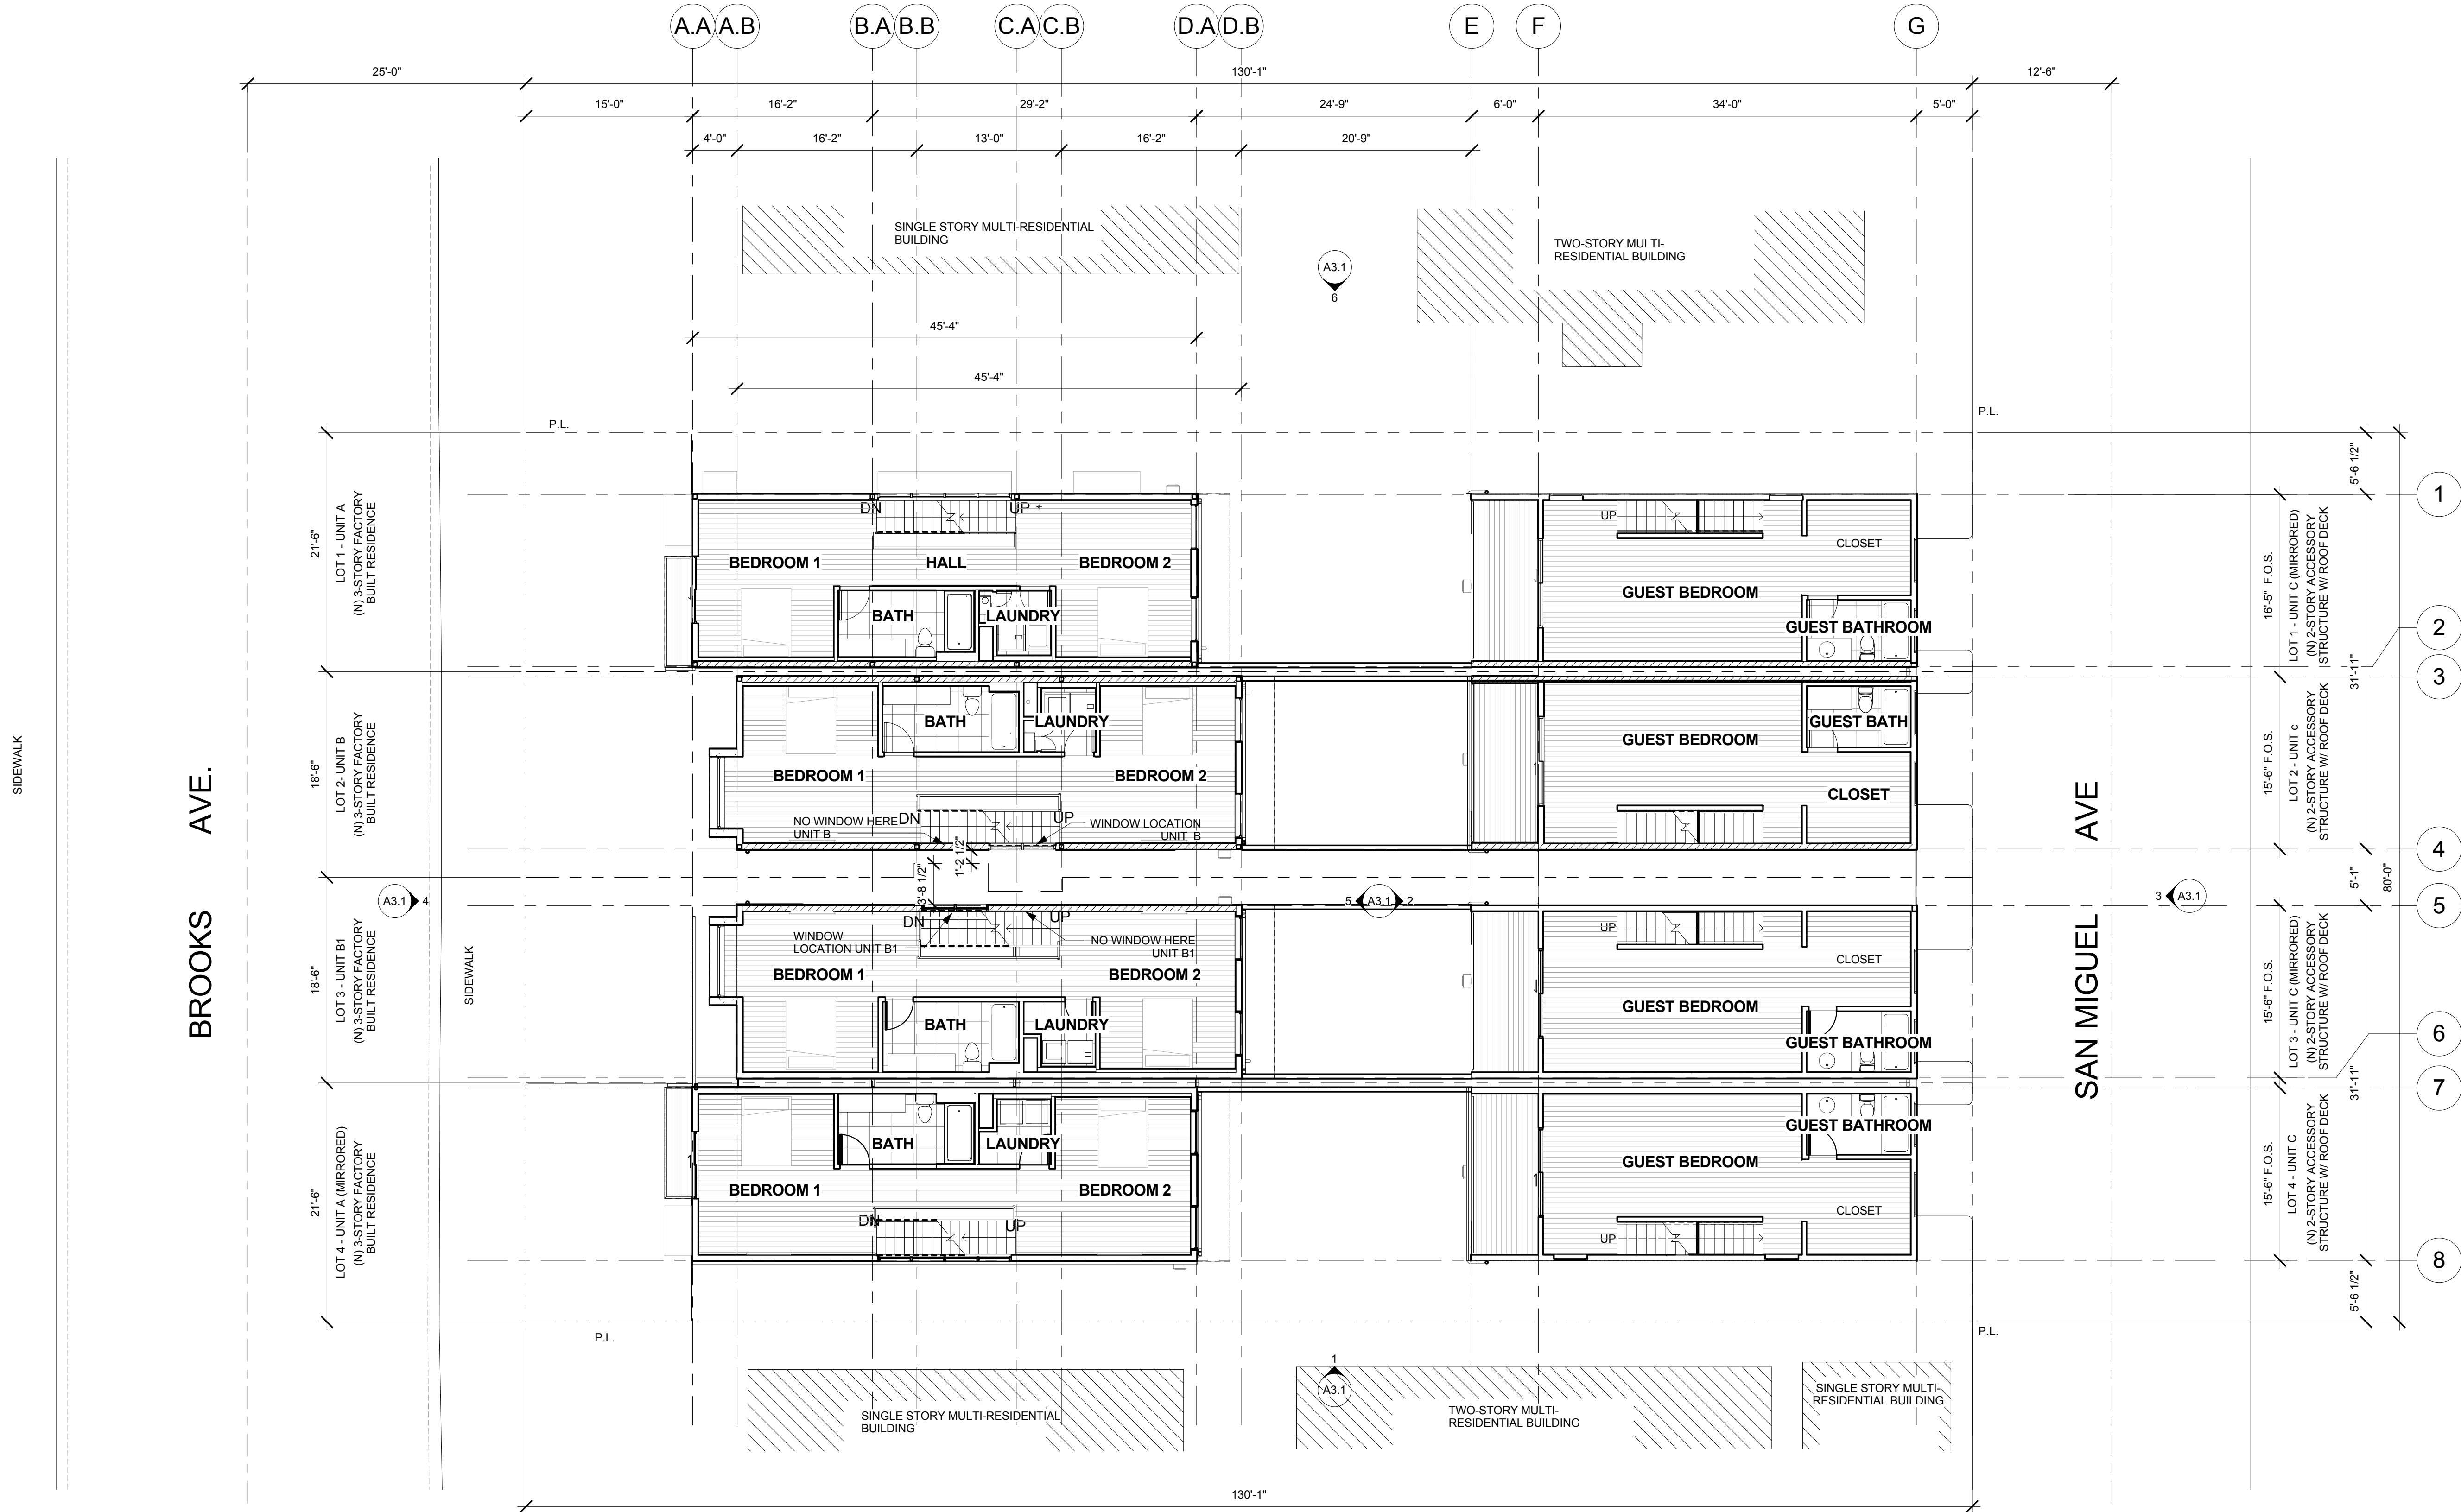 A.A A.B B.A B.B C.A C.B D.A D.B E F G
25'-0" 130'-1" 12'-6"
15'-0" 16'-2" 29'-2" 24'-9" 6'-0" 34'-0" 5'-0"
4'-0" 16'-2" 13'-0" 16'-2" 20'-9"
SINGLE STORY MULTI-RESIDENTIAL
BUILDING
TWO-STORY MULTI-
RESIDENTIAL BUILDING
A3.1
6
45'-4"
45'-4"
P.L.
P.L.
SIDEWALK
BROOKS AVE.
SIDEWALK
21'-6"
LOT 1 - UNIT A
(N) 3-STORY FACTORY
BUILT RESIDENCE
18'-6"
LOT 2- UNIT B
(N) 3-STORY FACTORY
BUILT RESIDENCE
18'-6"
LOT 3 - UNIT B1
(N) 3-STORY FACTORY
BUILT RESIDENCE
21'-6"
LOT 4 - UNIT A (MIRRORED)
(N) 3-STORY FACTORY
BUILT RESIDENCE
A3.1 4
DN UP
BEDROOM 1 HALL BEDROOM 2
BATH LAUNDRY
UP
CLOSET
GUEST BEDROOM
GUEST BATHROOM
BATH LAUNDRY
BEDROOM 1 BEDROOM 2
NO WINDOW HERE
UNIT B
DN UP
WINDOW LOCATION
UNIT B
GUEST BATH
GUEST BEDROOM
CLOSET
1'-2 1/2"
3'-8 1/2"
5 A3.1 2
3 A3.1
DN UP
WINDOW
LOCATION UNIT B1
NO WINDOW HERE
UNIT B1
BEDROOM 1 BEDROOM 2
BATH LAUNDRY
UP
CLOSET
GUEST BEDROOM
GUEST BATHROOM
BATH LAUNDRY
BEDROOM 1 BEDROOM 2
DN UP
GUEST BATHROOM
GUEST BEDROOM
CLOSET
UP
SAN MIGUEL AVE
16'-5" F.O.S.
LOT 1 - UNIT C (MIRRORED)
(N) 2-STORY ACCESSORY
STRUCTURE W/ ROOF DECK
15'-6" F.O.S.
LOT 2 - UNIT c
(N) 2-STORY ACCESSORY
STRUCTURE W/ ROOF DECK
15'-6" F.O.S.
LOT 3 - UNIT C (MIRRORED)
(N) 2-STORY ACCESSORY
STRUCTURE W/ ROOF DECK
15'-6" F.O.S.
LOT 4 - UNIT C
(N) 2-STORY ACCESSORY
STRUCTURE W/ ROOF DECK
5'-6 1/2"
31'-11"
5'-1"
31'-11"
5'-6 1/2"
80'-0"
1
2
3
4
5
6
7
8
P.L.
P.L.
SINGLE STORY MULTI-RESIDENTIAL
BUILDING
1
A3.1
TWO-STORY MULTI-
RESIDENTIAL BUILDING
SINGLE STORY MULTI-
RESIDENTIAL BUILDING
130'-1"